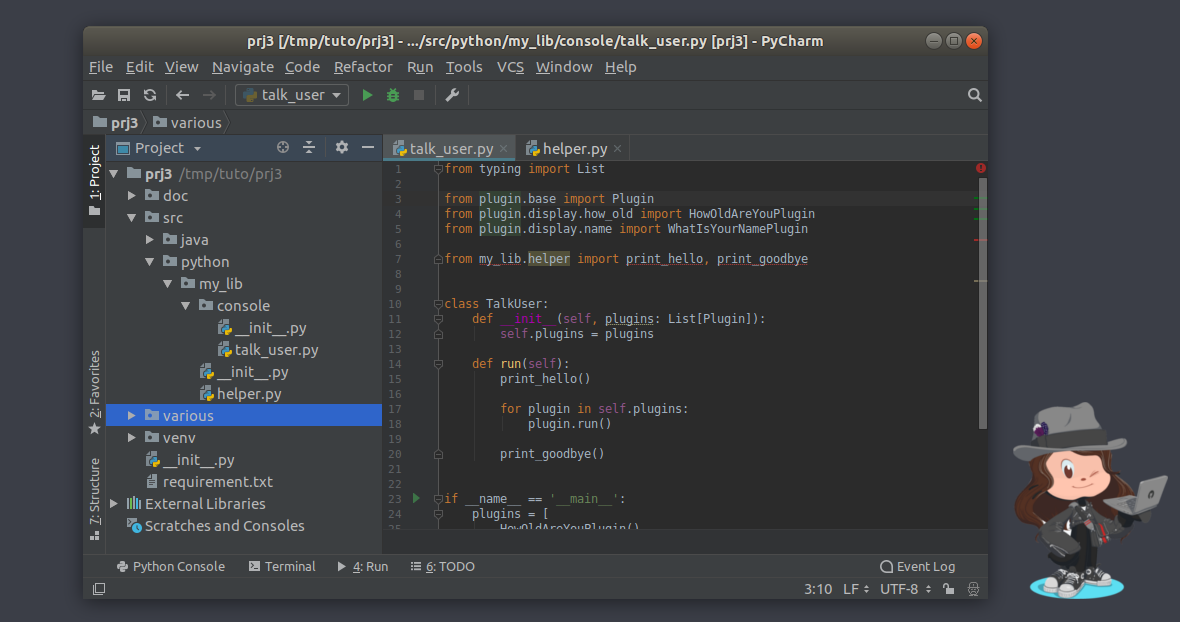 prj3 [/tmp/tuto/prj3] - .../src/python/my_lib/console/talk_user.py [prj3] - PyCharm
File Edit View Navigate Code Refactor Run Tools VCS Window Help
talk_user
prj3 various
1: Project
2: Favorites
7: Structure
Project
prj3 /tmp/tuto/prj3
doc
src
java
python
my_lib
console
__init__.py
talk_user.py
__init__.py
helper.py
various
venv
__init__.py
requirement.txt
External Libraries
Scratches and Consoles
talk_user.py helper.py
1 from typing import List
2
3 from plugin.base import Plugin
4 from plugin.display.how_old import HowOldAreYouPlugin
5 from plugin.display.name import WhatIsYourNamePlugin
6
7 from my_lib.helper import print_hello, print_goodbye
8
9
10 class TalkUser:
11 def __init__(self, plugins: List[Plugin]):
12 self.plugins = plugins
13
14 def run(self):
15 print_hello()
16
17 for plugin in self.plugins:
18 plugin.run()
19
20 print_goodbye()
21
22
23 if __name__ == '__main__':
24 plugins = [
25 HowOldAreYouPlugin()
Python Console Terminal 4: Run 6: TODO Event Log
3:10 LF UTF-8